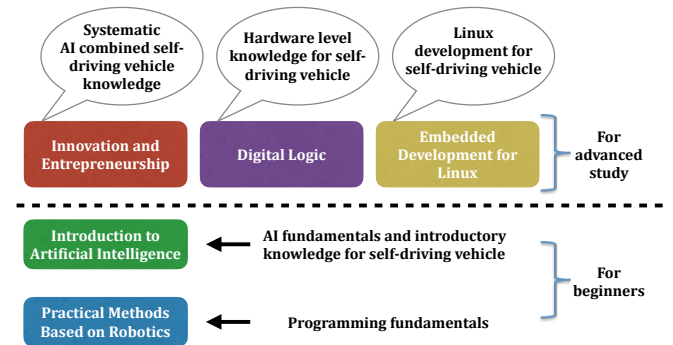 Systematic
AI combined self-
driving vehicle
knowledge
Hardware level
knowledge for self-
driving vehicle
Linux
development for
self-driving vehicle
Innovation and
Entrepreneurship
Digital Logic
Embedded
Development for
Linux
For
advanced
study
Introduction to
Artificial Intelligence
AI fundamentals and introductory
knowledge for self-driving vehicle
For
beginners
Practical Methods
Based on Robotics
Programming fundamentals